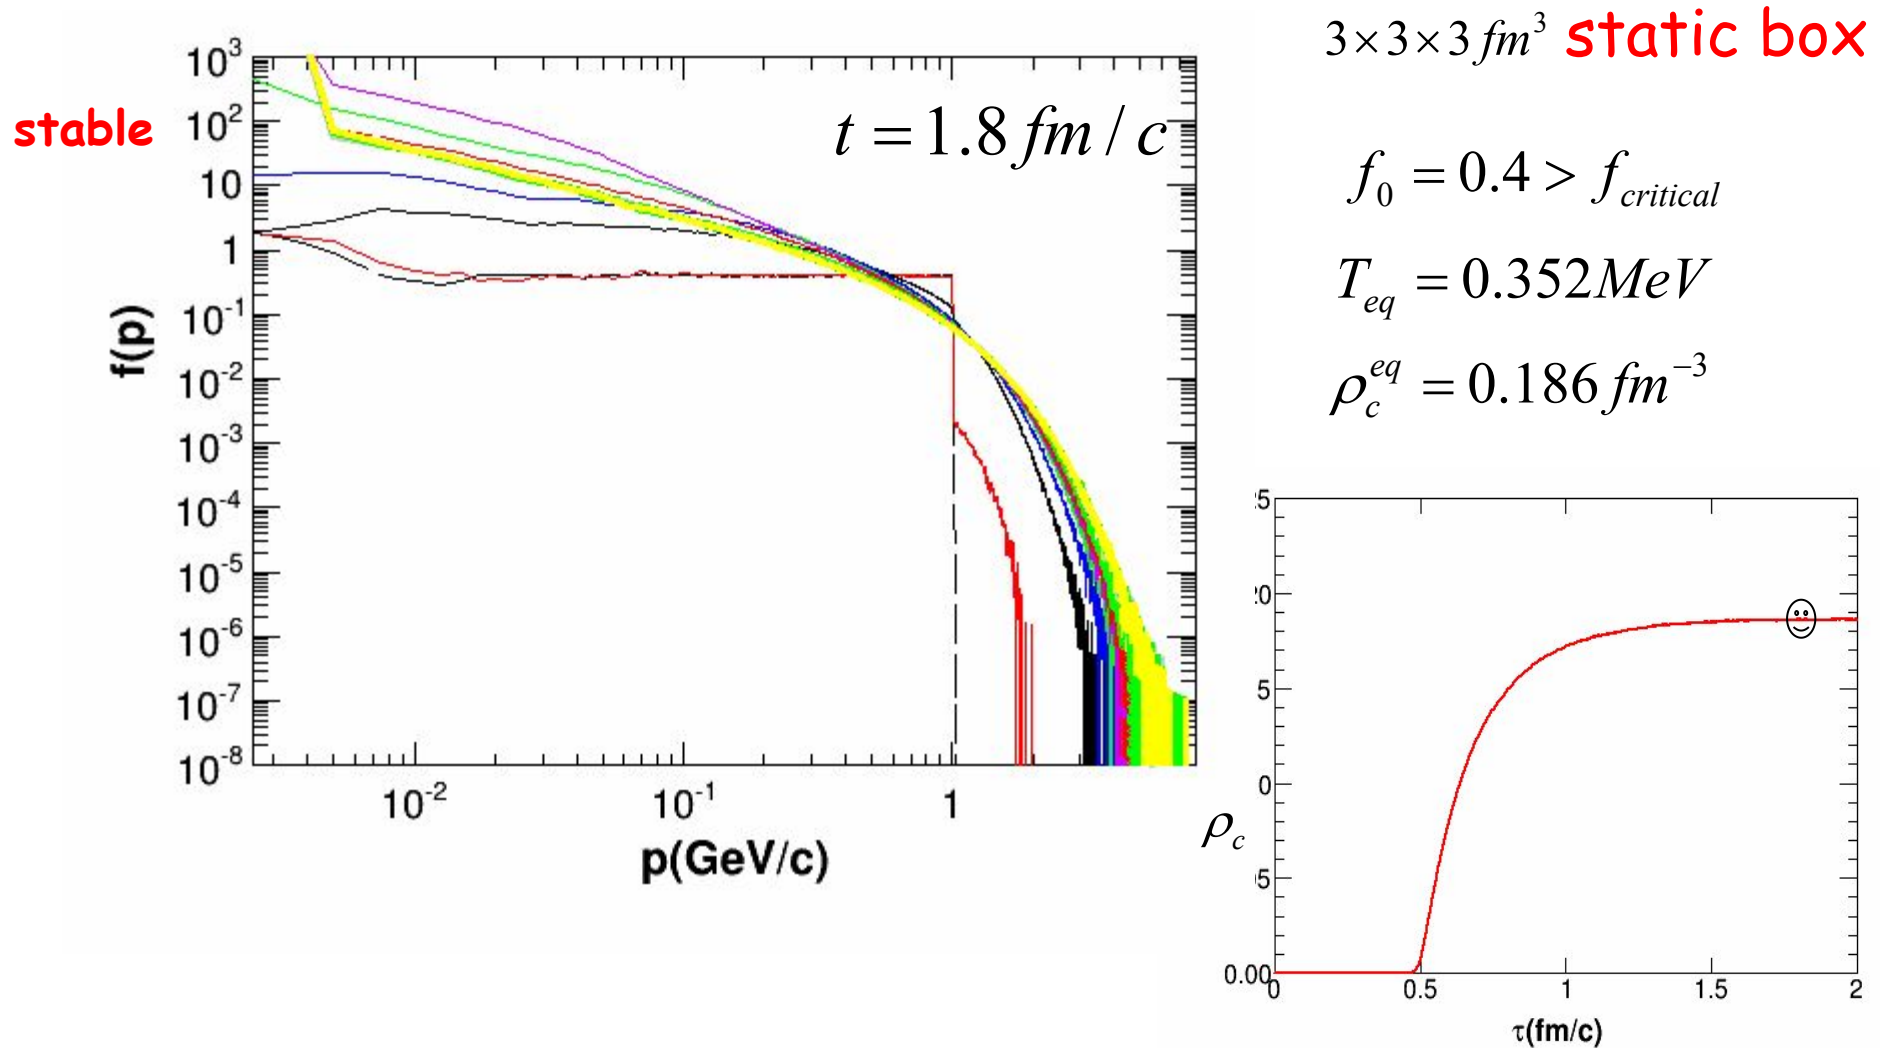 3×3×3 fm³ static box
stable
t = 1.8 fm / c
f₀ = 0.4 > f_critical
T_eq = 0.352MeV
ρ_c^eq = 0.186 fm⁻³
10³
10²
10
1
10⁻¹
10⁻²
10⁻³
10⁻⁴
10⁻⁵
10⁻⁶
10⁻⁷
10⁻⁸
f(p)
10⁻² 10⁻¹ 1
p(GeV/c)
ρ_c
0.00
0 0.5 1 1.5 2
τ(fm/c)